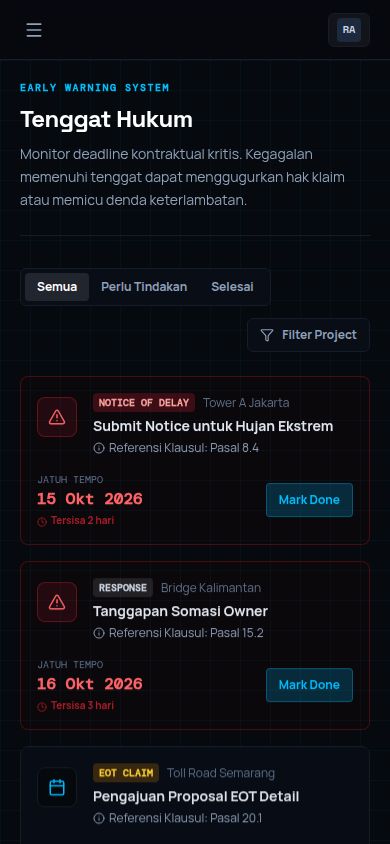 RA
EARLY WARNING SYSTEM
Tenggat Hukum
Monitor deadline kontraktual kritis. Kegagalan
memenuhi tenggat dapat menggugurkan hak klaim
atau memicu denda keterlambatan.
Semua Perlu Tindakan Selesai
Filter Project
NOTICE OF DELAY Tower A Jakarta
Submit Notice untuk Hujan Ekstrem
Referensi Klausul: Pasal 8.4
JATUH TEMPO
15 Okt 2026
Tersisa 2 hari
Mark Done
RESPONSE Bridge Kalimantan
Tanggapan Somasi Owner
Referensi Klausul: Pasal 15.2
JATUH TEMPO
16 Okt 2026
Tersisa 3 hari
Mark Done
EOT CLAIM Toll Road Semarang
Pengajuan Proposal EOT Detail
Referensi Klausul: Pasal 20.1